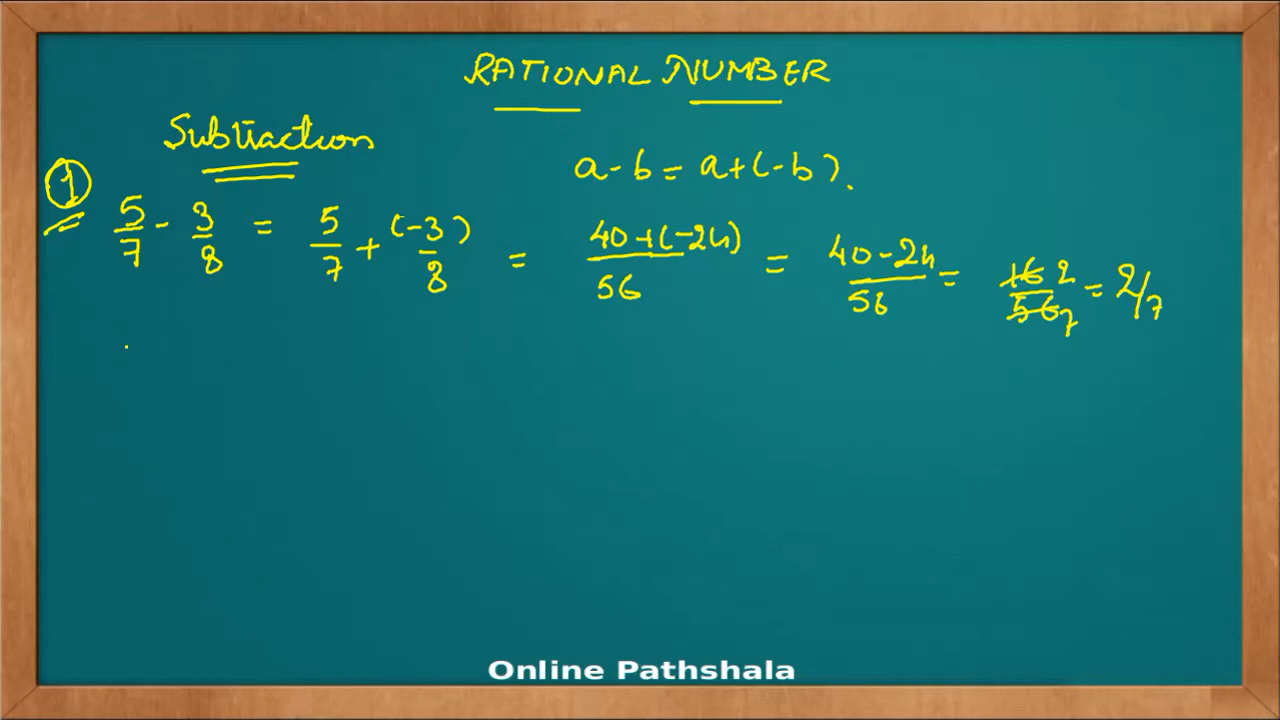 RATIONAL NUMBER
Subtraction
a - b = a + (-b).
① 5/7 - 3/8 = 5/7 + (-3)/8 = 40+(-24)/56 = 40-24/56 = 16 2/56 7 = 2/7
Online Pathshala